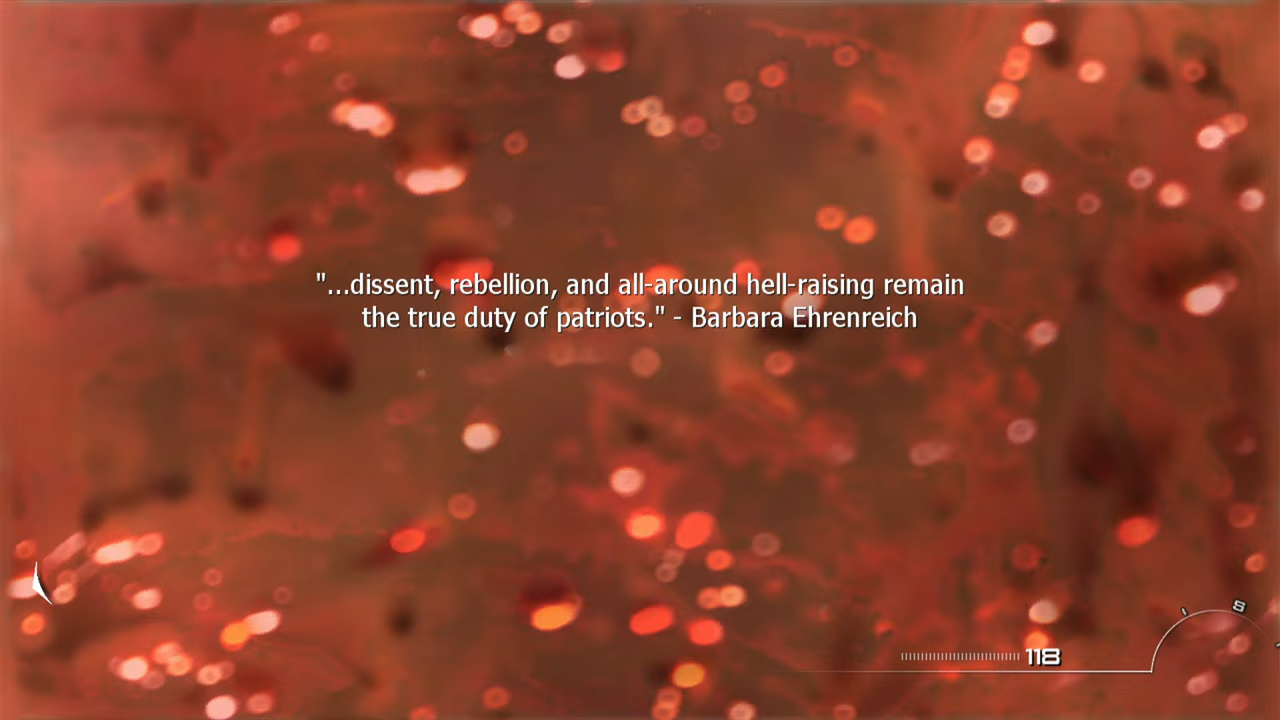 "...dissent, rebellion, and all-around hell-raising remain
the true duty of patriots." - Barbara Ehrenreich
118
S